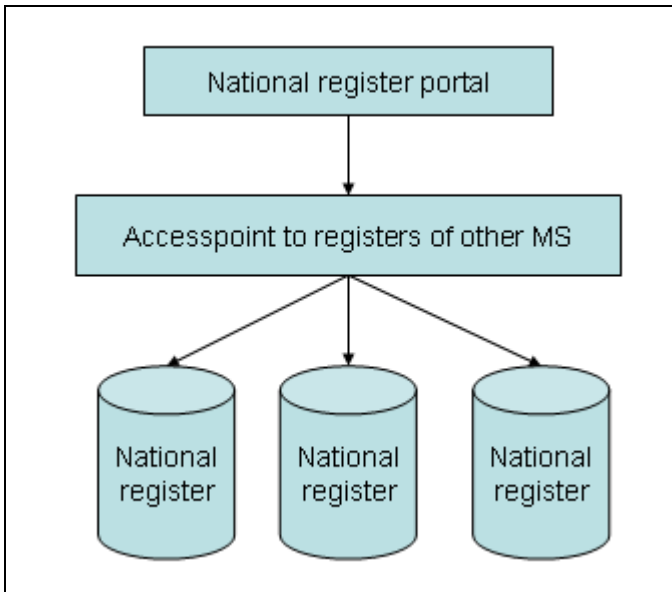 National register portal
Accesspoint to registers of other MS
National National National
register register register